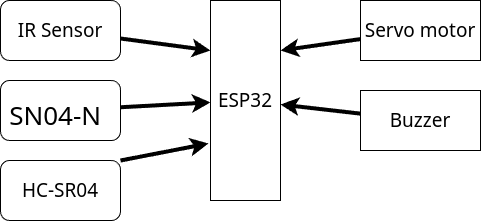 IR Sensor
SN04-N
HC-SR04
ESP32
Servo motor
Buzzer